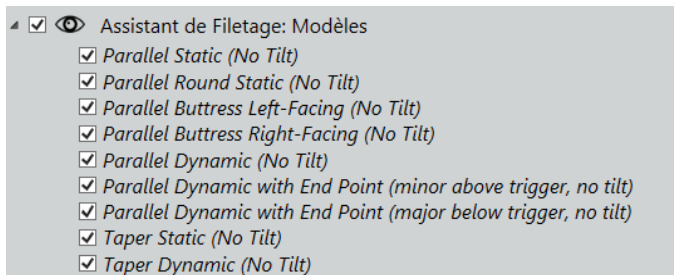 Assistant de Filetage: Modèles
Parallel Static (No Tilt)
Parallel Round Static (No Tilt)
Parallel Buttress Left-Facing (No Tilt)
Parallel Buttress Right-Facing (No Tilt)
Parallel Dynamic (No Tilt)
Parallel Dynamic with End Point (minor above trigger, no tilt)
Parallel Dynamic with End Point (major below trigger, no tilt)
Taper Static (No Tilt)
Taper Dynamic (No Tilt)